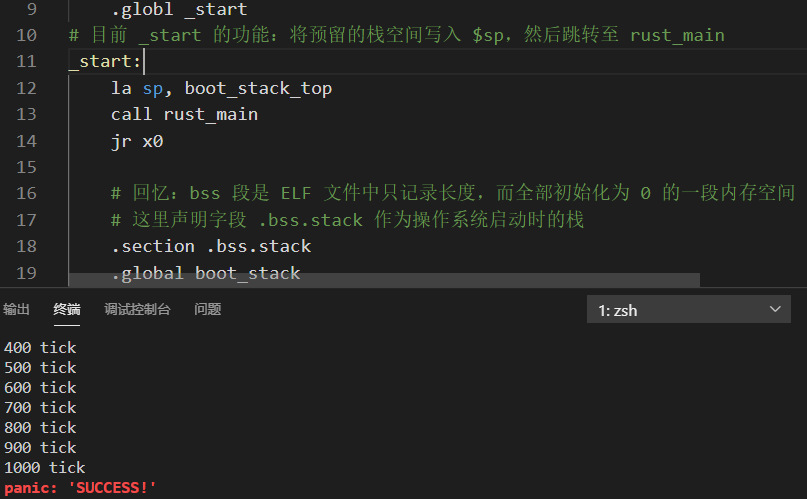 9 .globl _start
10 # 目前 _start 的功能：将预留的栈空间写入 $sp，然后跳转至 rust_main
11 _start:
12 la sp, boot_stack_top
13 call rust_main
14 jr x0
15
16 # 回忆：bss 段是 ELF 文件中只记录长度，而全部初始化为 0 的一段内存空间
17 # 这里声明字段 .bss.stack 作为操作系统启动时的栈
18 .section .bss.stack
19 .global boot_stack
输出 终端 调试控制台 问题 1: zsh
400 tick
500 tick
600 tick
700 tick
800 tick
900 tick
1000 tick
panic: 'SUCCESS!'